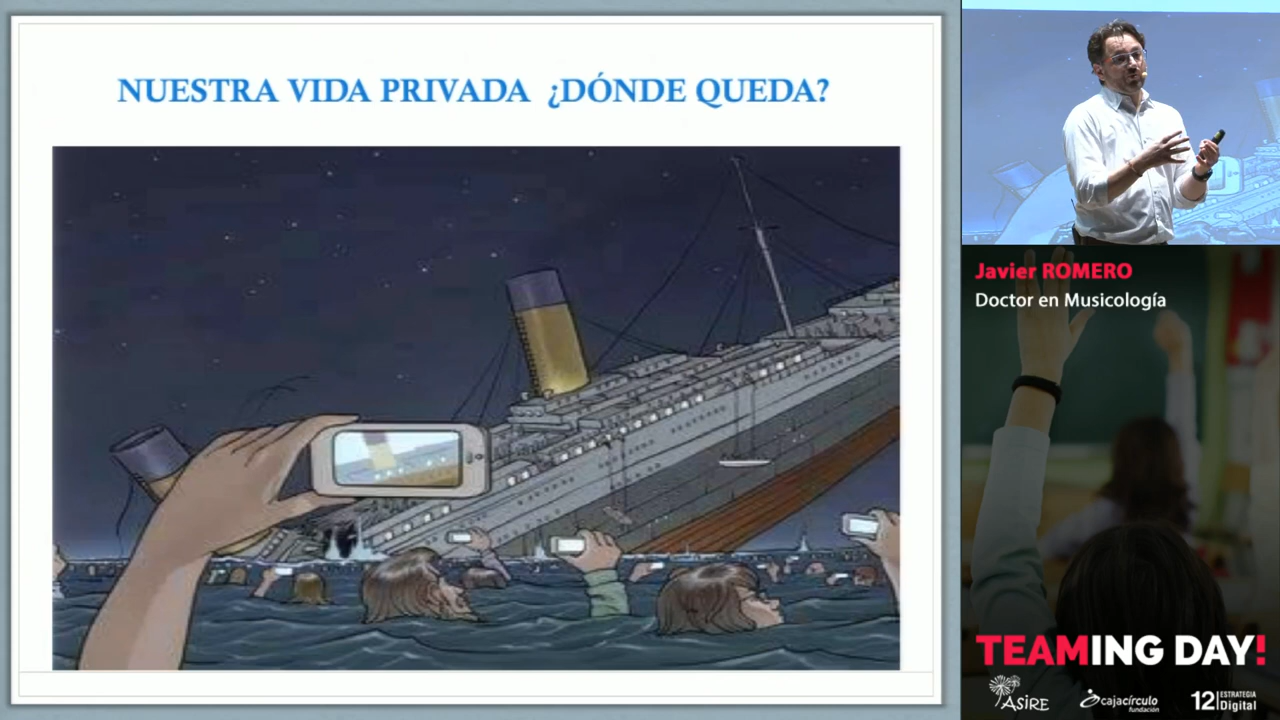 NUESTRA VIDA PRIVADA ¿DÓNDE QUEDA?
Javier ROMERO
Doctor en Musicología
TEAMING DAY!
ASIRE
cajacírculo
fundación
12 ESTRATEGIA
Digital